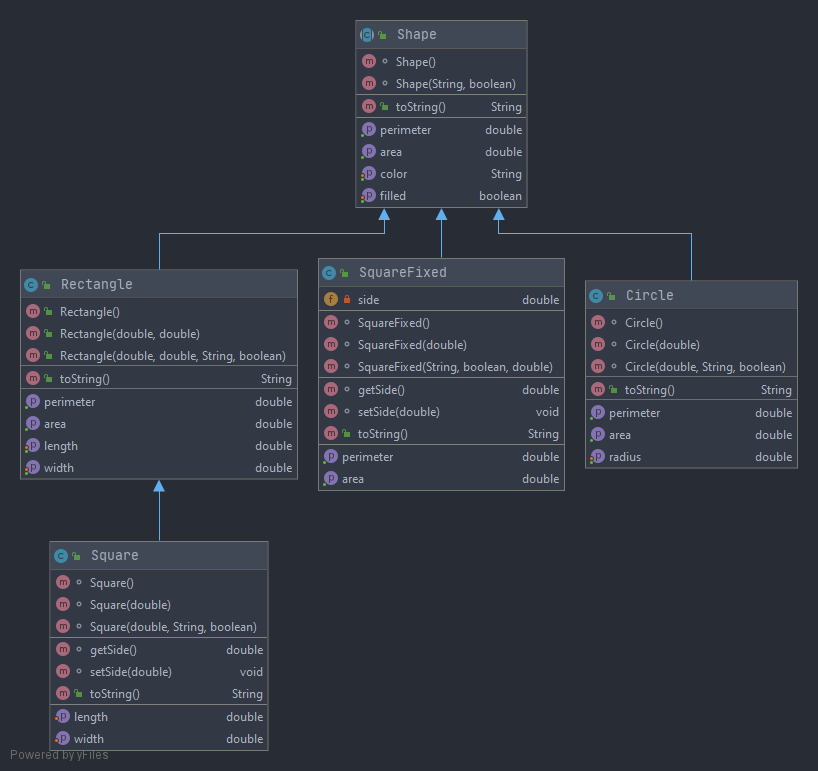 Shape
Shape()
Shape(String, boolean)
toString() String
perimeter double
area double
color String
filled boolean
Rectangle
Rectangle()
Rectangle(double, double)
Rectangle(double, double, String, boolean)
toString() String
perimeter double
area double
length double
width double
SquareFixed
side double
SquareFixed()
SquareFixed(double)
SquareFixed(String, boolean, double)
getSide() double
setSide(double) void
toString() String
perimeter double
area double
Circle
Circle()
Circle(double)
Circle(double, String, boolean)
toString() String
perimeter double
area double
radius double
Square
Square()
Square(double)
Square(double, String, boolean)
getSide() double
setSide(double) void
toString() String
length double
width double
Powered by yFiles